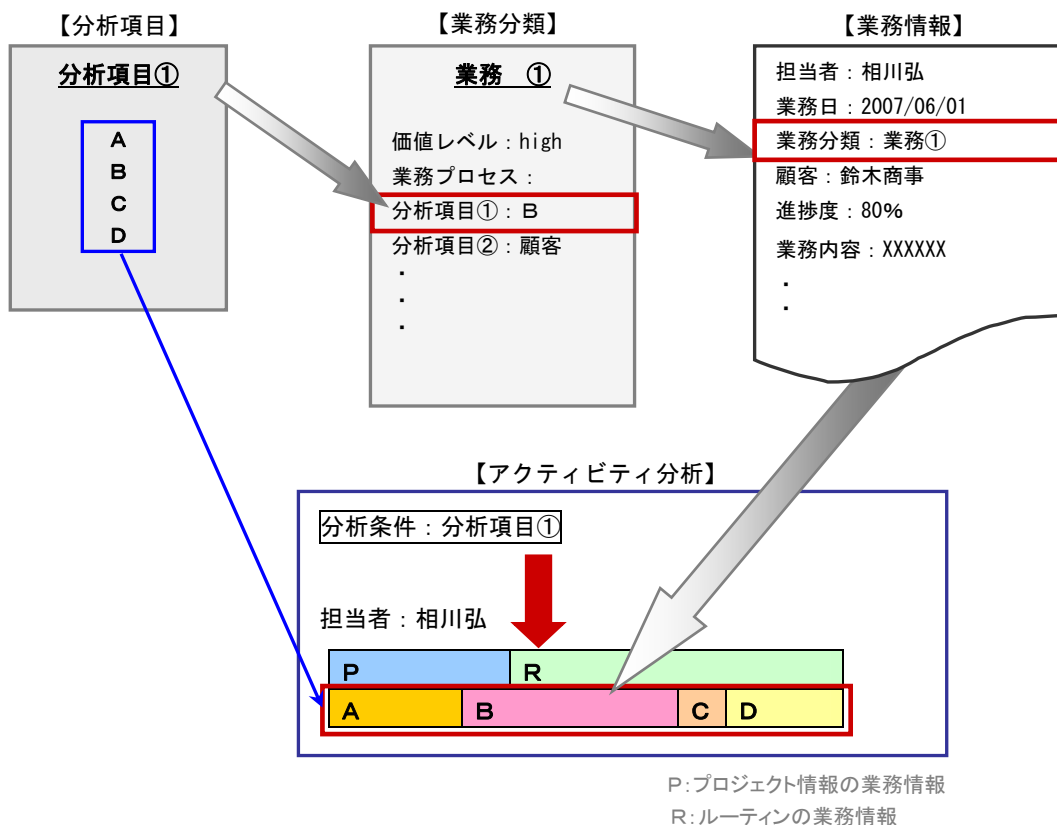 【分析項目】
分析項目①
A
B
C
D
【業務分類】
業務 ①
価値レベル：high
業務プロセス：
分析項目①：B
分析項目②：顧客
・
・
・
【業務情報】
担当者：相川弘
業務日：2007/06/01
業務分類：業務①
顧客：鈴木商事
進捗度：80%
業務内容：XXXXXX
・
・
【アクティビティ分析】
分析条件：分析項目①
担当者：相川弘
P R
A B C D
P:プロジェクト情報の業務情報
R:ルーティンの業務情報